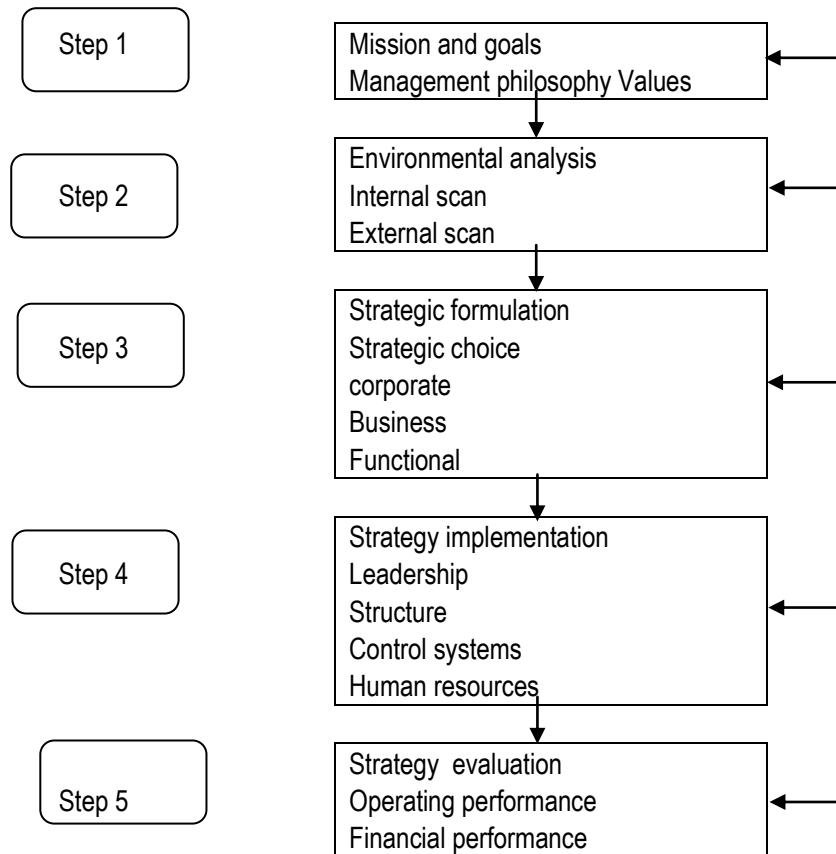 Step 1
Mission and goals
Management philosophy Values
Step 2
Environmental analysis
Internal scan
External scan
Step 3
Strategic formulation
Strategic choice
corporate
Business
Functional
Step 4
Strategy implementation
Leadership
Structure
Control systems
Human resources
Step 5
Strategy  evaluation
Operating performance
Financial performance